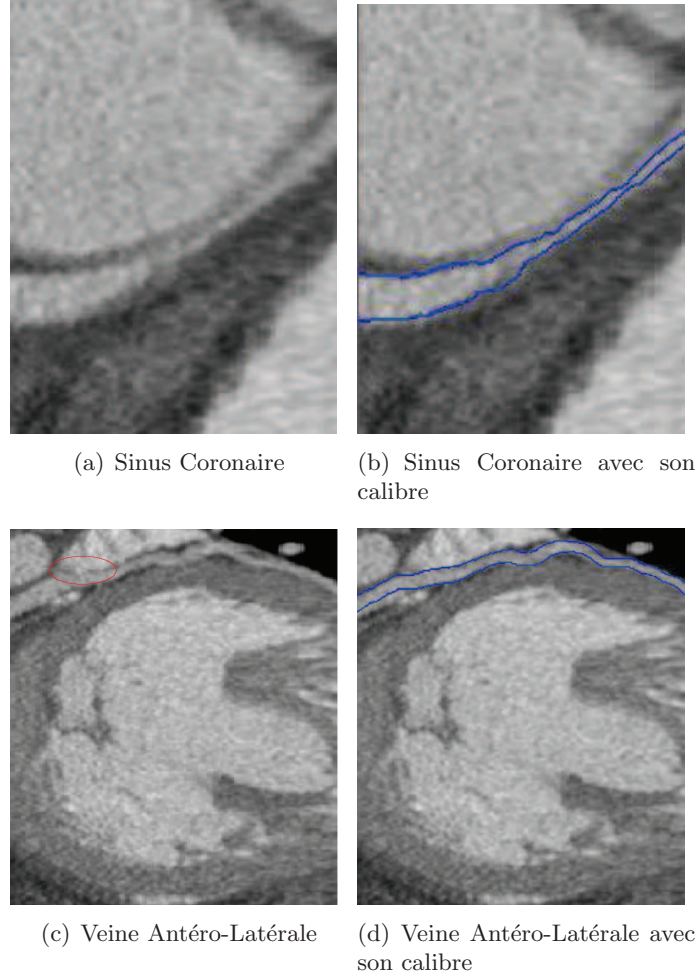 (a) Sinus Coronaire
(b) Sinus Coronaire avec son
calibre
(c) Veine Antéro-Latérale
(d) Veine Antéro-Latérale avec
son calibre